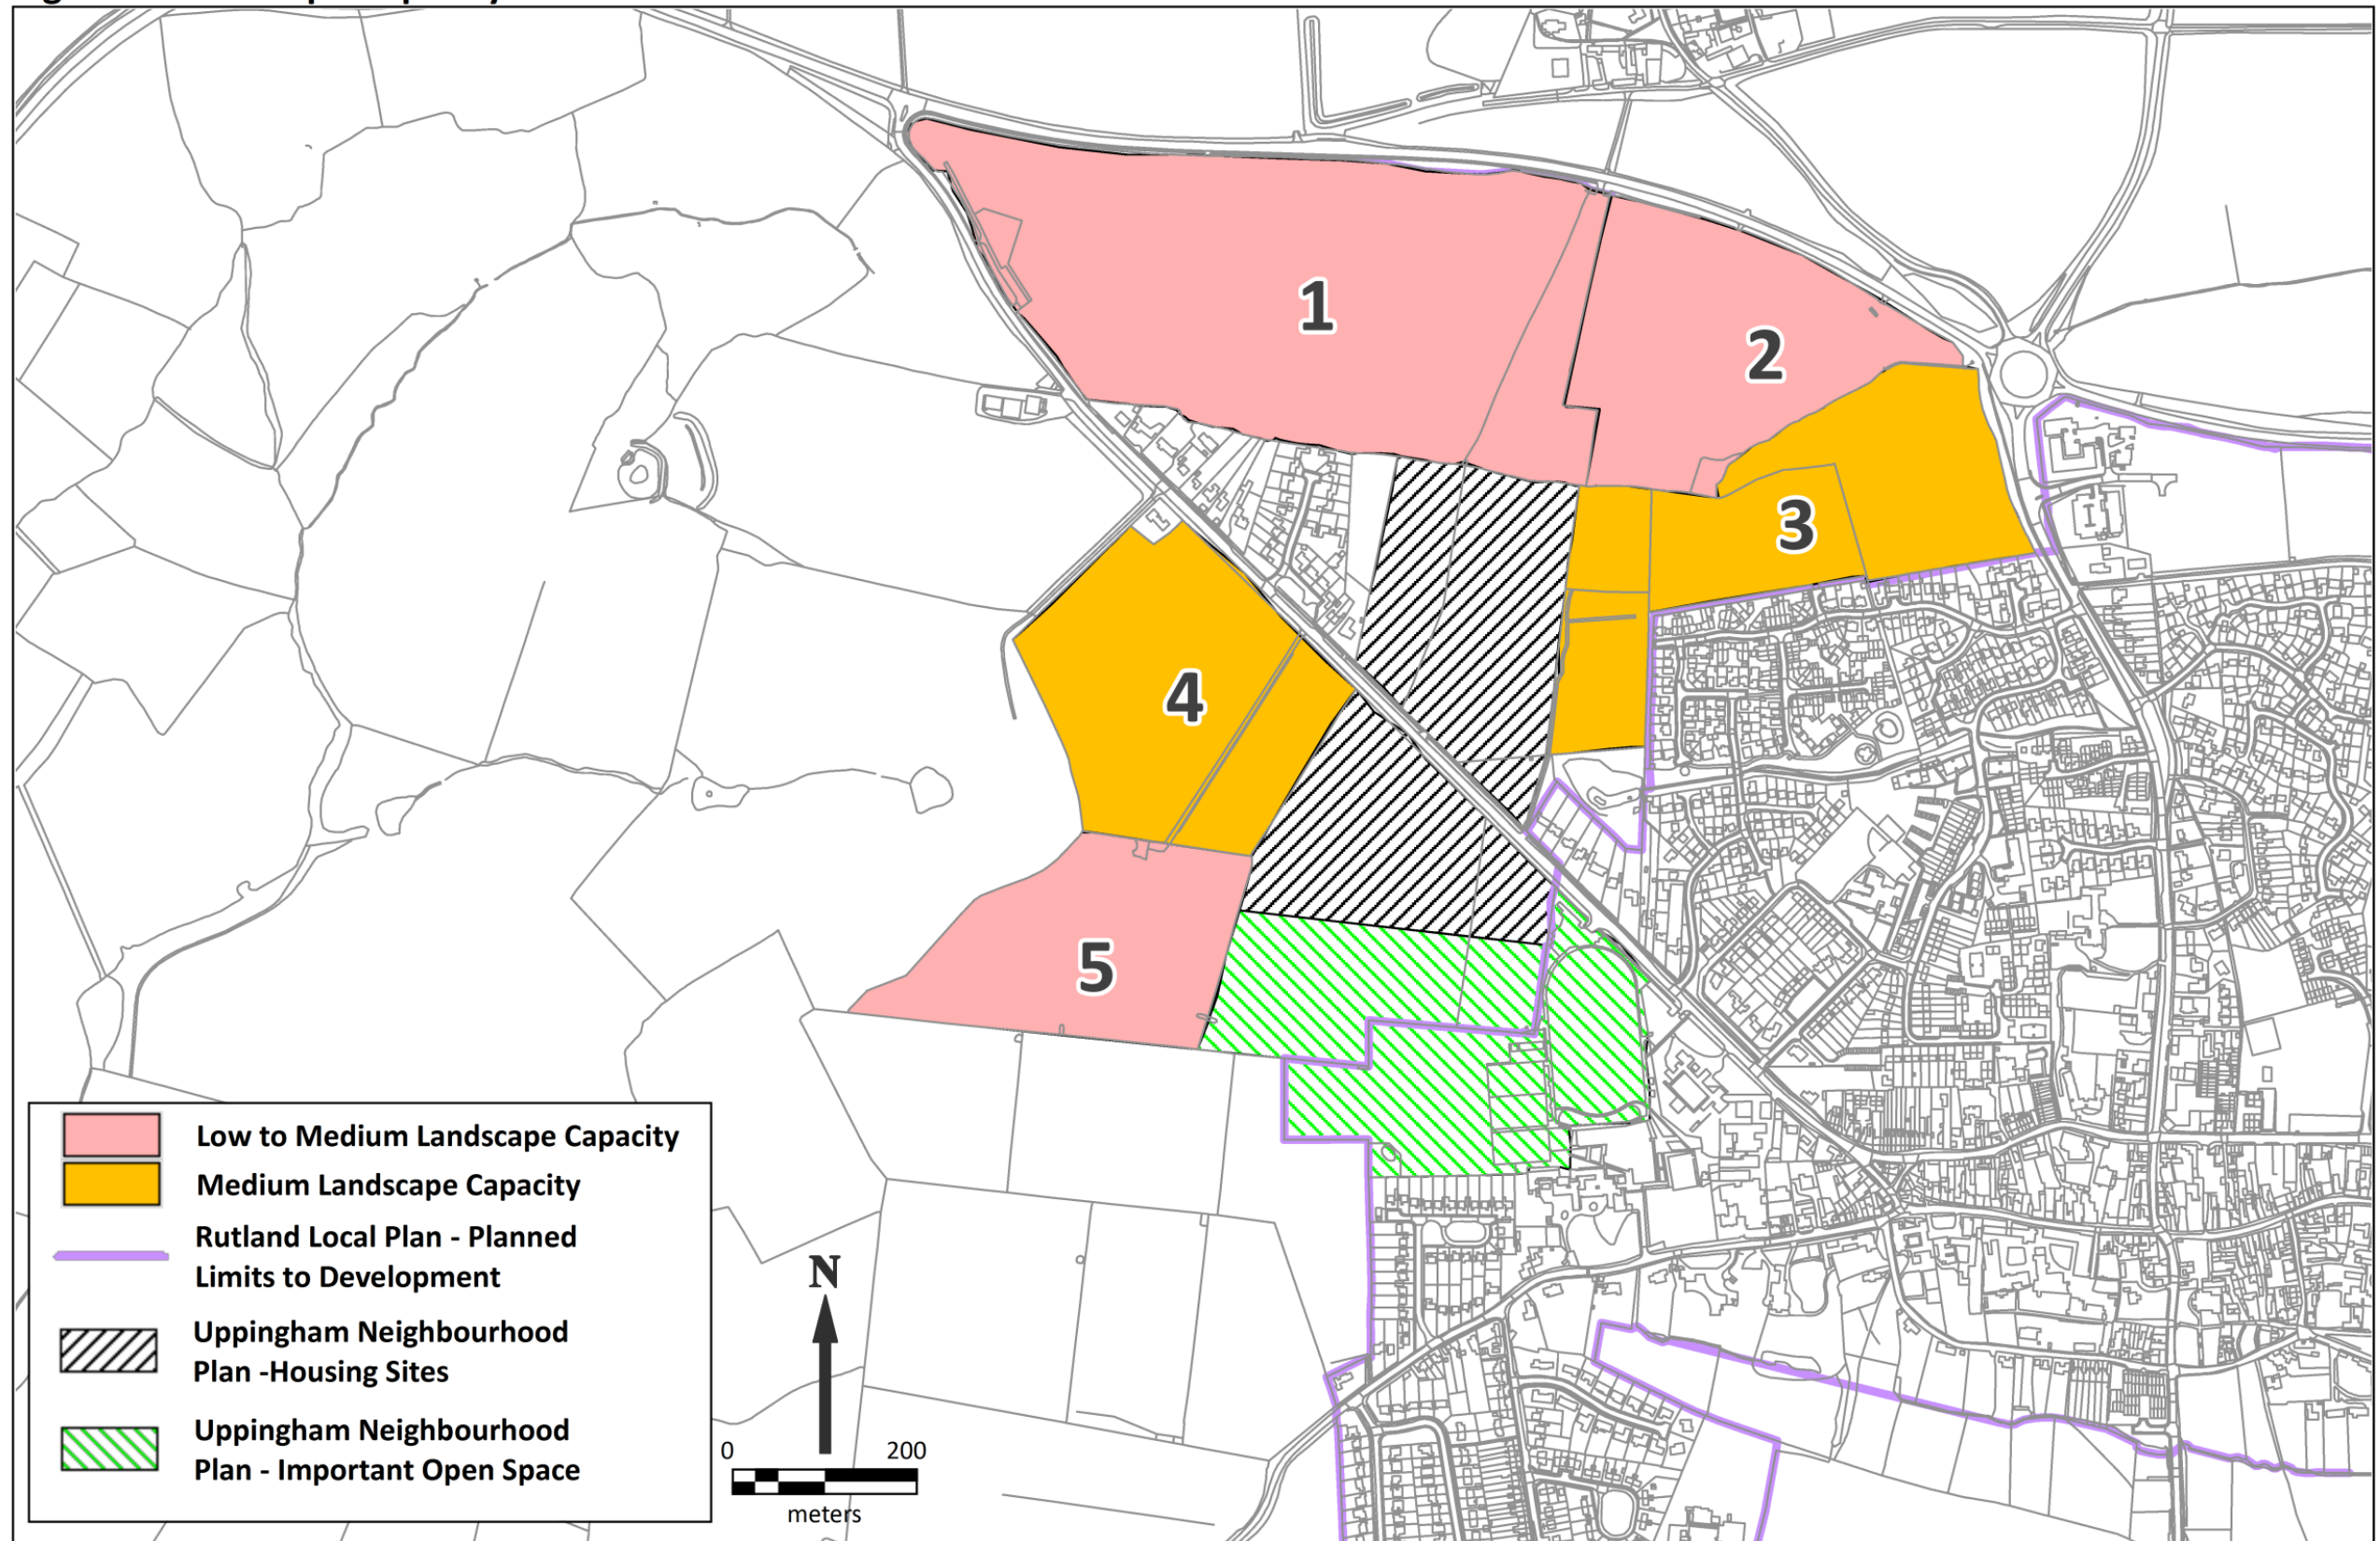 1
2
3
4
5
Low to Medium Landscape Capacity
Medium Landscape Capacity
Rutland Local Plan - Planned
Limits to Development
Uppingham Neighbourhood
Plan -Housing Sites
Uppingham Neighbourhood
Plan - Important Open Space
N
0 200
meters